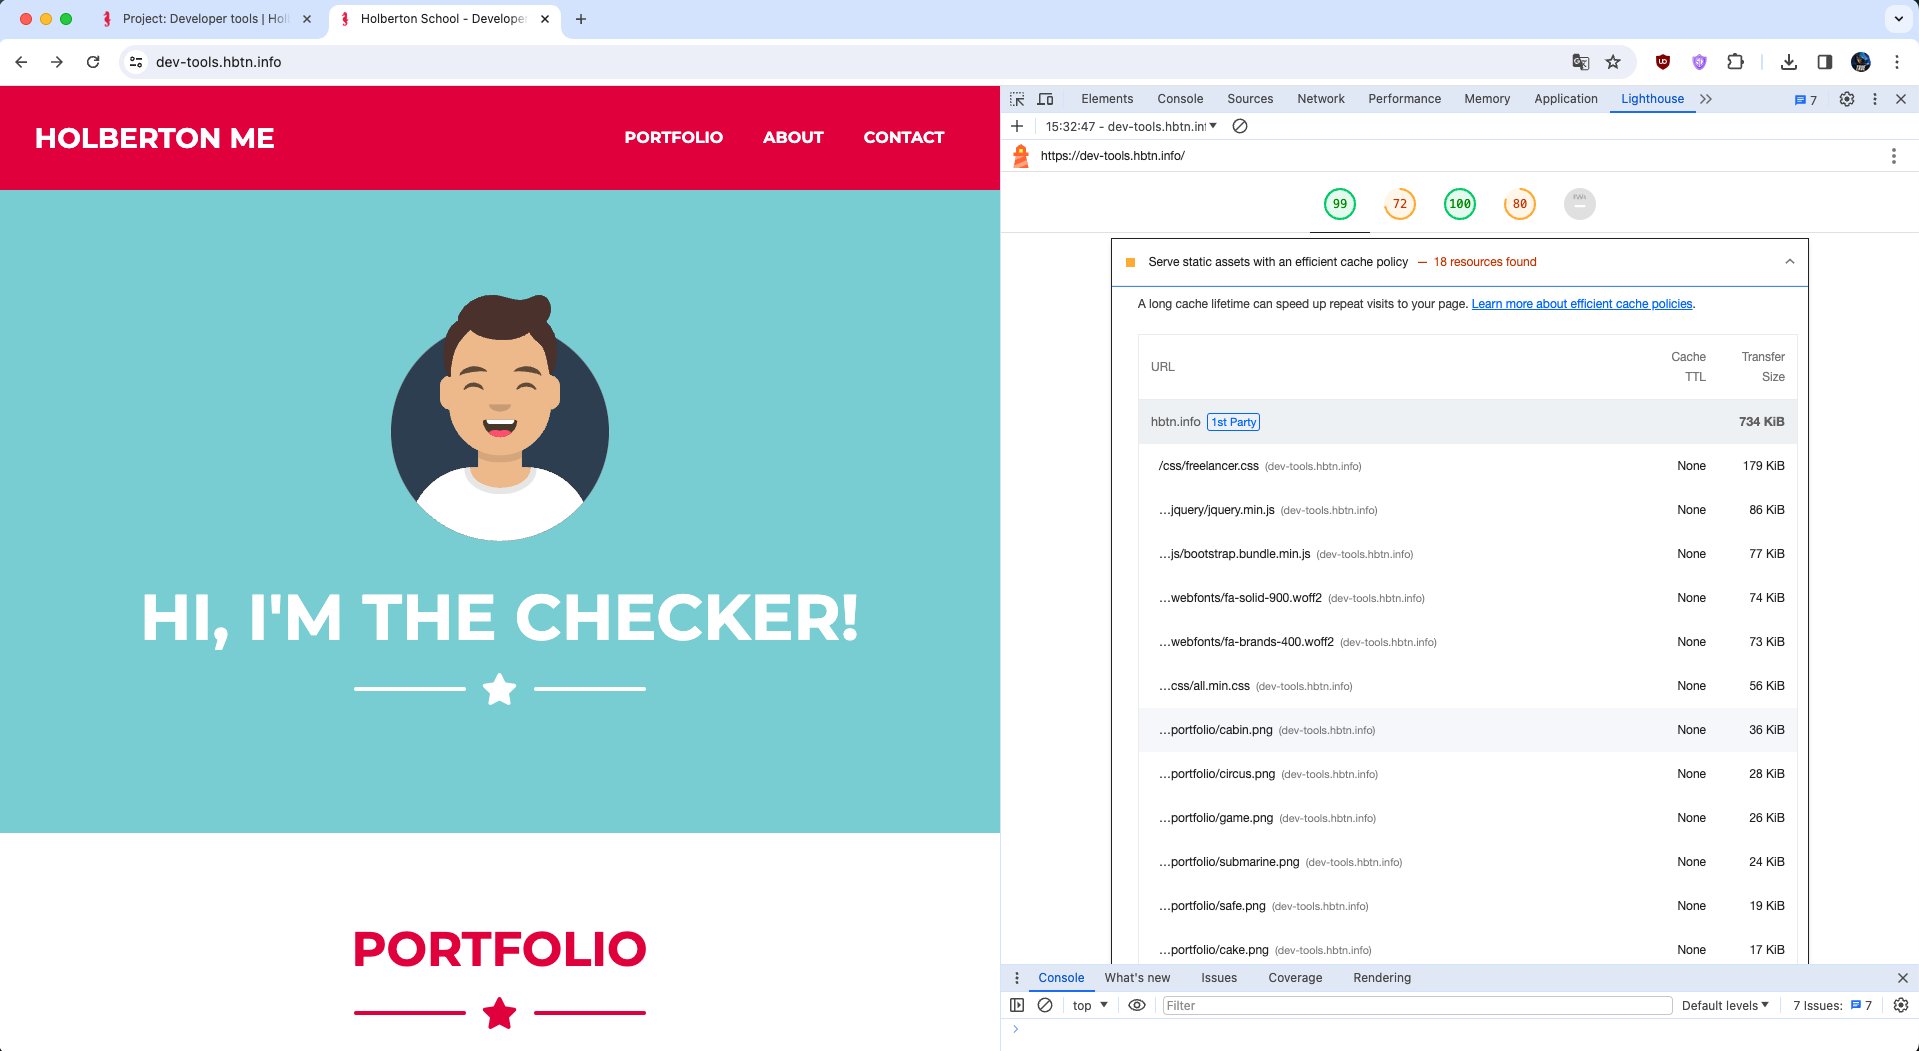 Project: Developer tools | Hol
Holberton School - Developer
dev-tools.hbtn.info
HOLBERTON ME
PORTFOLIO
ABOUT
CONTACT
HI, I'M THE CHECKER!
PORTFOLIO
Elements
Console
Sources
Network
Performance
Memory
Application
Lighthouse
7
15:32:47 - dev-tools.hbtn.in
https://dev-tools.hbtn.info/
99
72
100
80
Serve static assets with an efficient cache policy — 18 resources found
A long cache lifetime can speed up repeat visits to your page. Learn more about efficient cache policies.
URL
Cache TTL
Transfer Size
hbtn.info 1st Party 734 KiB
/css/freelancer.css (dev-tools.hbtn.info) None 179 KiB
…jquery/jquery.min.js (dev-tools.hbtn.info) None 86 KiB
…js/bootstrap.bundle.min.js (dev-tools.hbtn.info) None 77 KiB
…webfonts/fa-solid-900.woff2 (dev-tools.hbtn.info) None 74 KiB
…webfonts/fa-brands-400.woff2 (dev-tools.hbtn.info) None 73 KiB
…css/all.min.css (dev-tools.hbtn.info) None 56 KiB
…portfolio/cabin.png (dev-tools.hbtn.info) None 36 KiB
…portfolio/circus.png (dev-tools.hbtn.info) None 28 KiB
…portfolio/game.png (dev-tools.hbtn.info) None 26 KiB
…portfolio/submarine.png (dev-tools.hbtn.info) None 24 KiB
…portfolio/safe.png (dev-tools.hbtn.info) None 19 KiB
…portfolio/cake.png (dev-tools.hbtn.info) None 17 KiB
Console
What's new
Issues
Coverage
Rendering
top
Filter
Default levels
7 Issues: 7